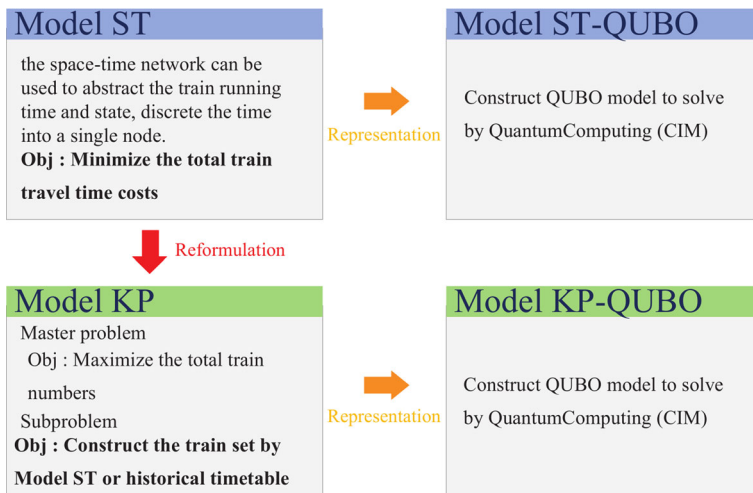 Model ST
the space-time network can be
used to abstract the train running
time and state, discrete the time
into a single node.
Obj : Minimize the total train
travel time costs
Representation
Model ST-QUBO
Construct QUBO model to solve
by QuantumComputing (CIM)
Reformulation
Model KP
Master problem
Obj : Maximize the total train
numbers
Subproblem
Obj : Construct the train set by
Model ST or historical timetable
Representation
Model KP-QUBO
Construct QUBO model to solve
by QuantumComputing (CIM)